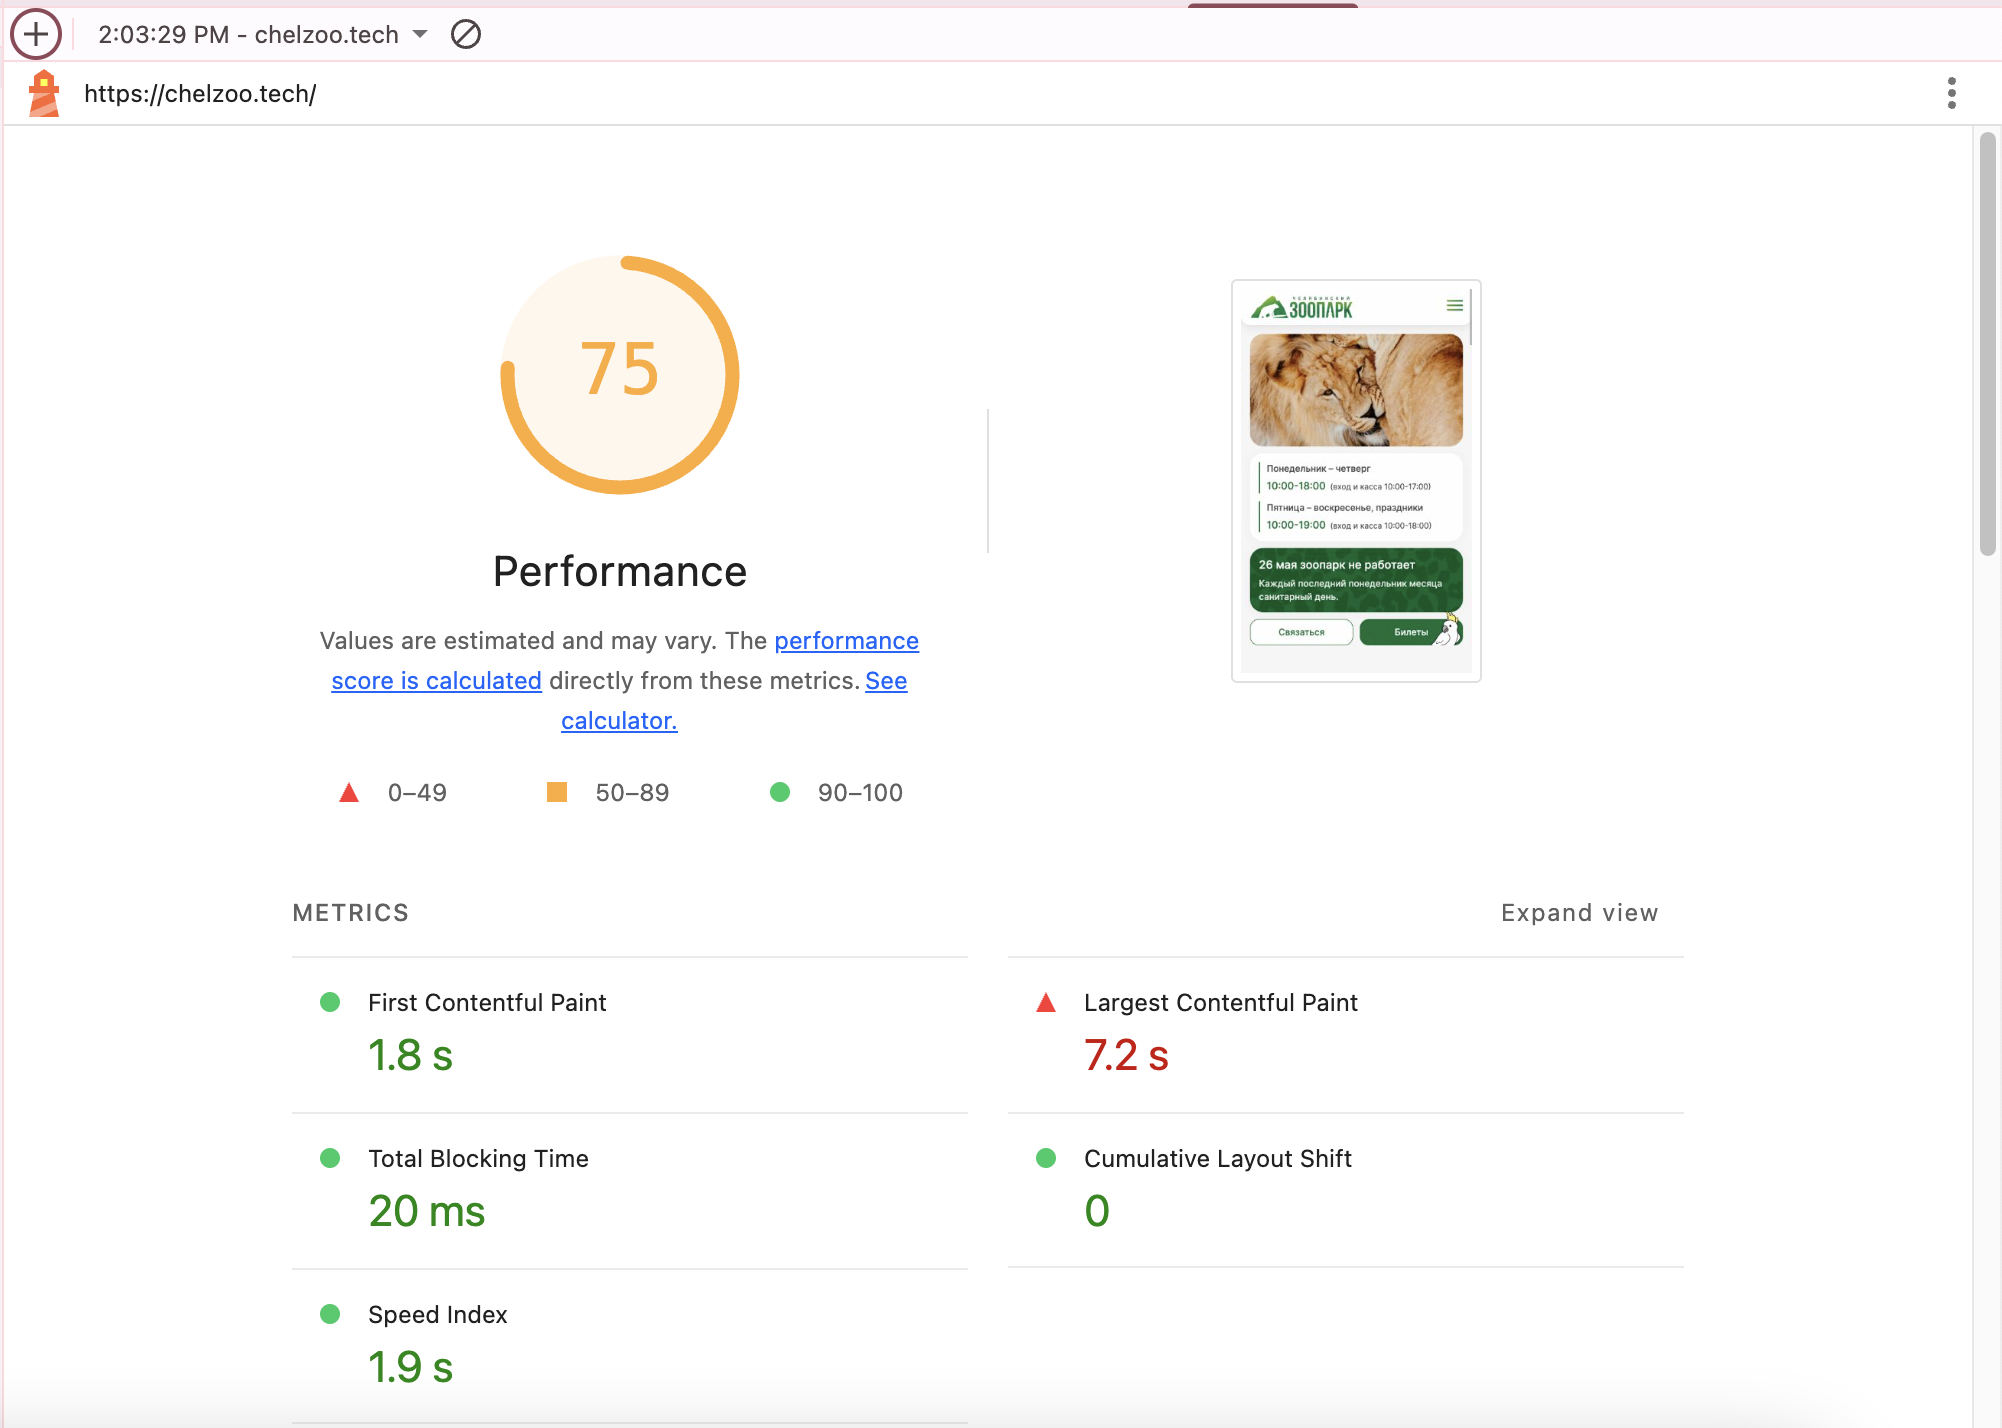 2:03:29 PM - chelzoo.tech
https://chelzoo.tech/
75
Performance
Values are estimated and may vary. The performance
score is calculated directly from these metrics. See
calculator.
0–49
50–89
90–100
ЧЕЛЯБИНСКИЙ
ЗООПАРК
Понедельник – четверг
10:00-18:00 (вход и касса 10:00-17:00)
Пятница – воскресенье, праздники
10:00-19:00 (вход и касса 10:00-18:00)
26 мая зоопарк не работает
Каждый последний понедельник месяца
санитарный день.
Связаться
Билеты
METRICS
Expand view
First Contentful Paint
1.8 s
Largest Contentful Paint
7.2 s
Total Blocking Time
20 ms
Cumulative Layout Shift
0
Speed Index
1.9 s